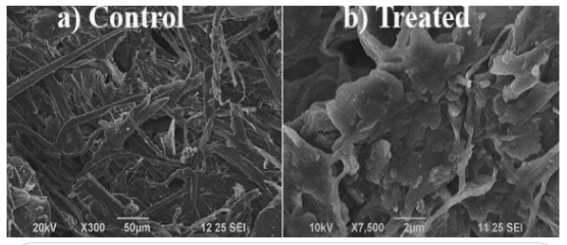 a) Control
b) Treated
20kV X300 50μm 12 25 SEI
10kV X7,500 2μm 11 25 SEI